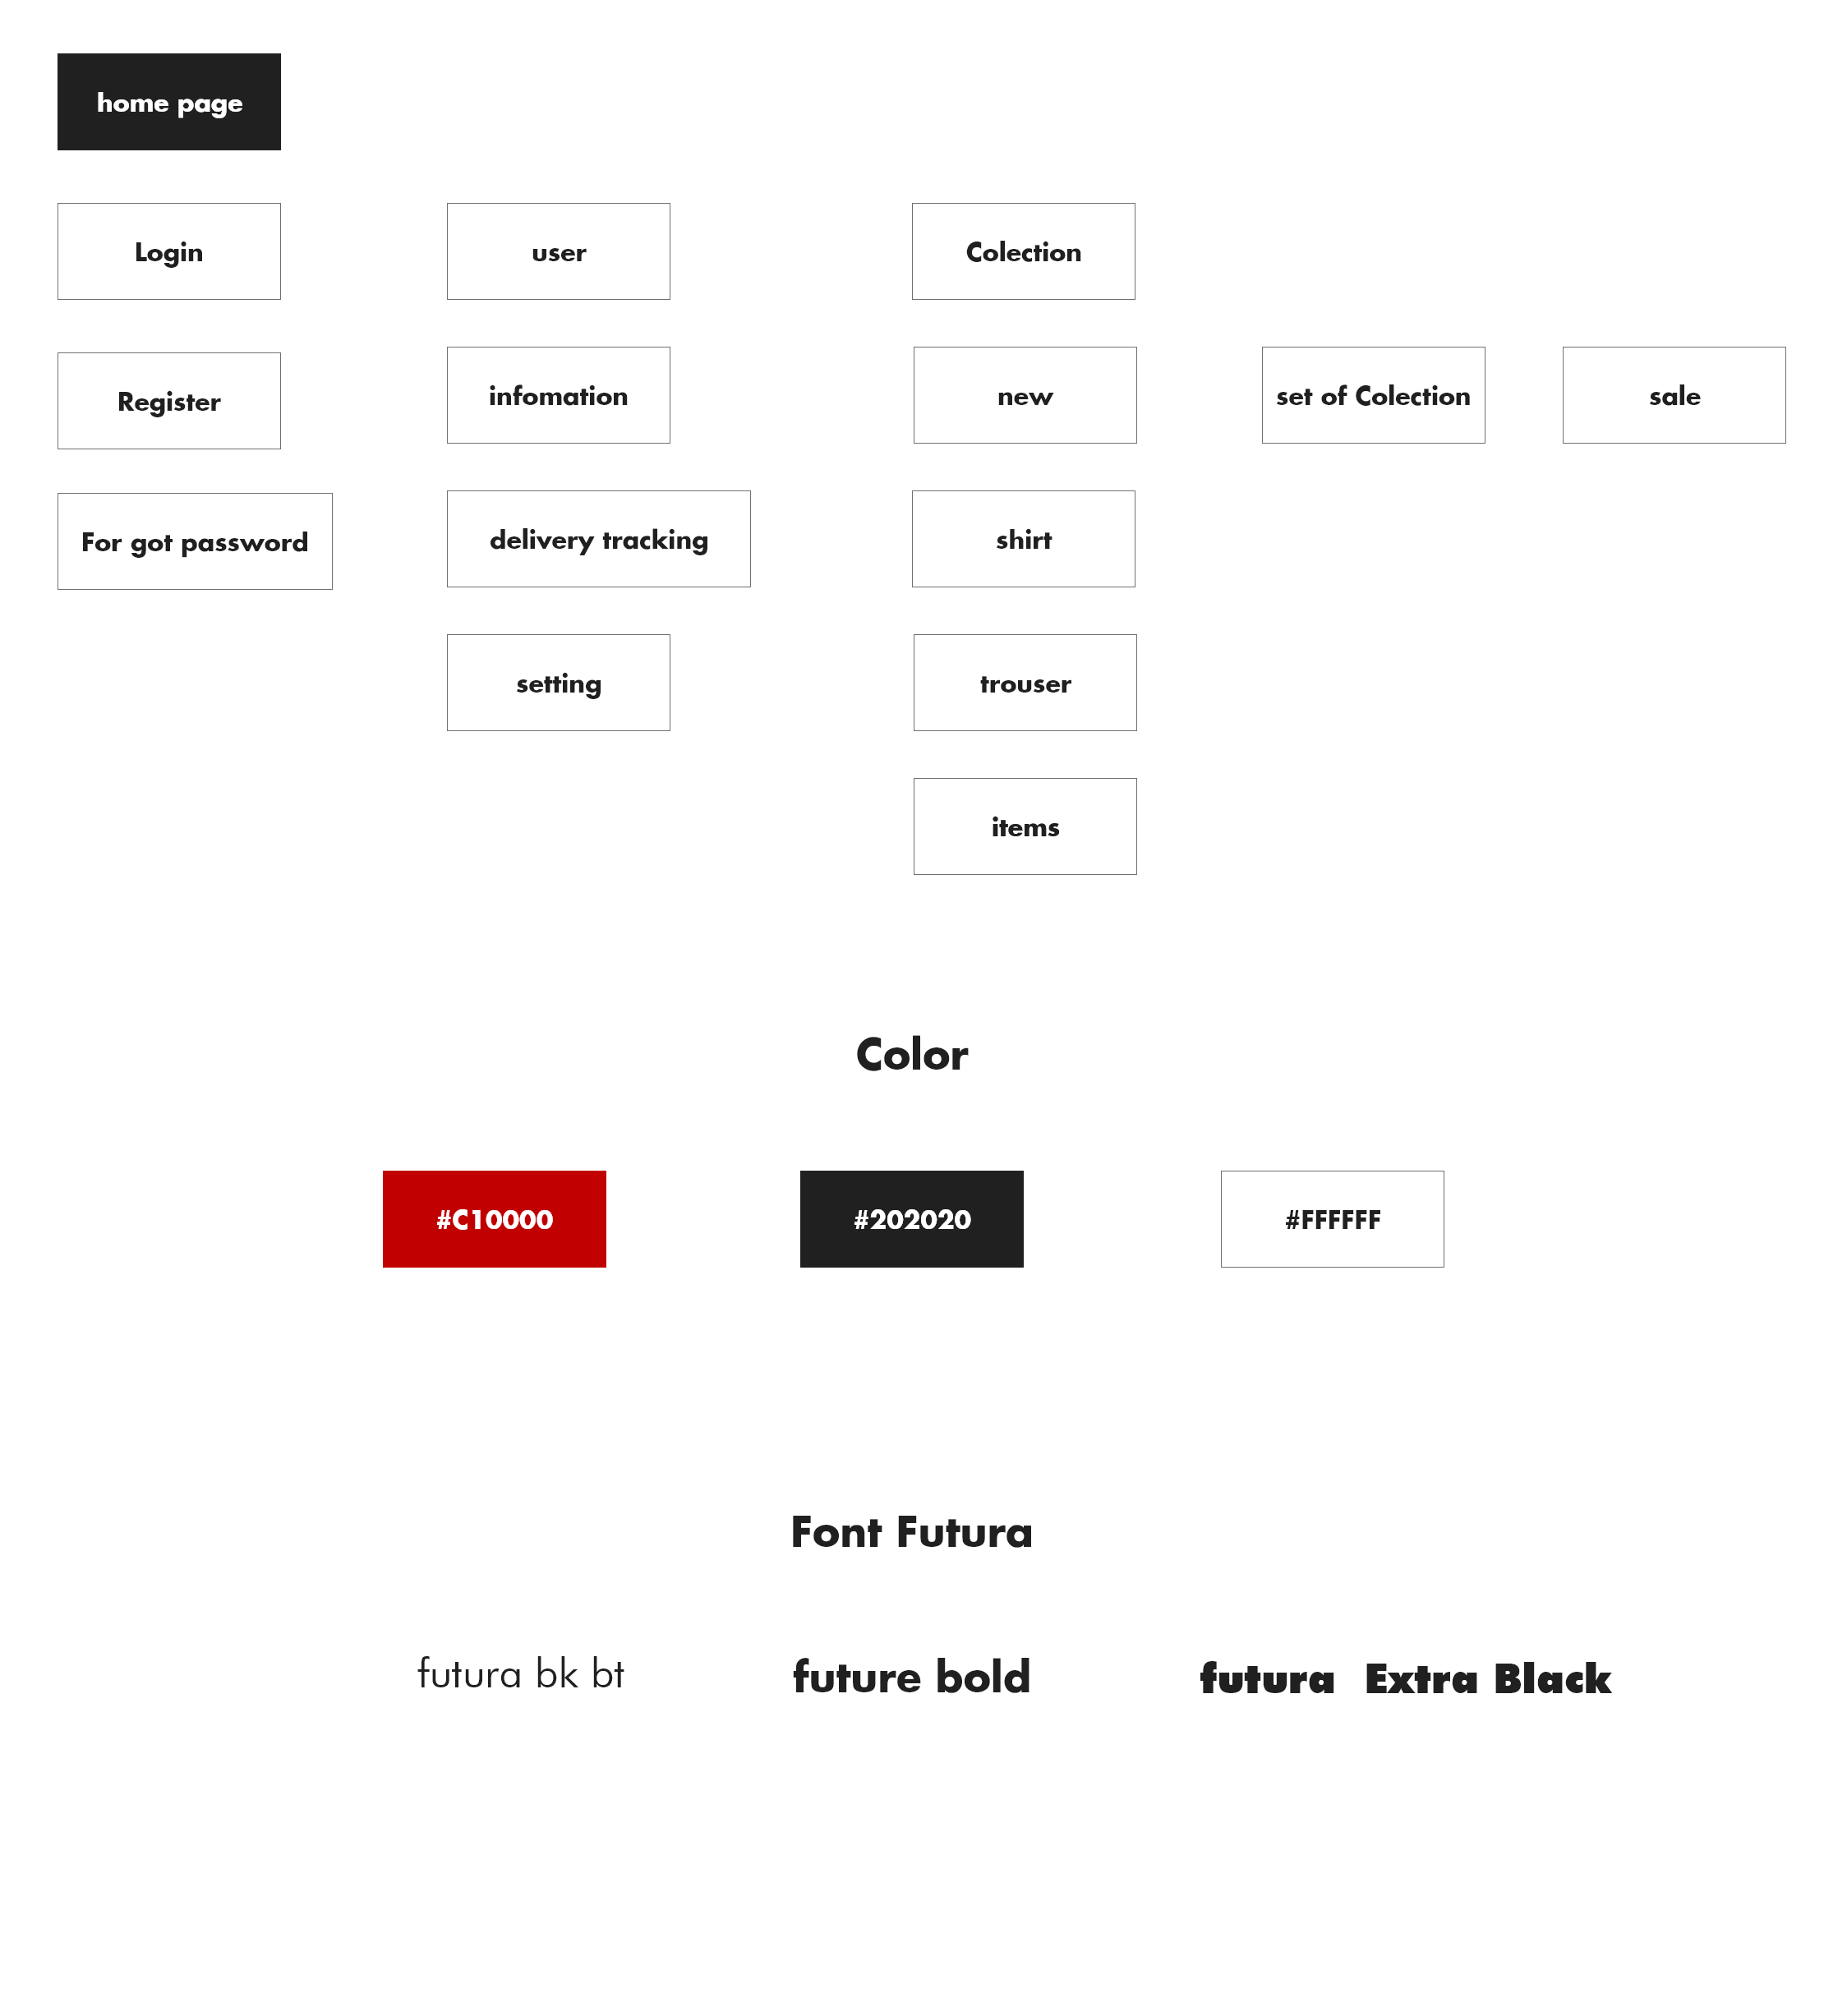 home page
Login
user
Colection
Register
infomation
new
set of Colection
sale
For got password
delivery tracking
shirt
setting
trouser
items
Color
#C10000
#202020
#FFFFFF
Font Futura
futura bk bt
future bold
futura  Extra Black